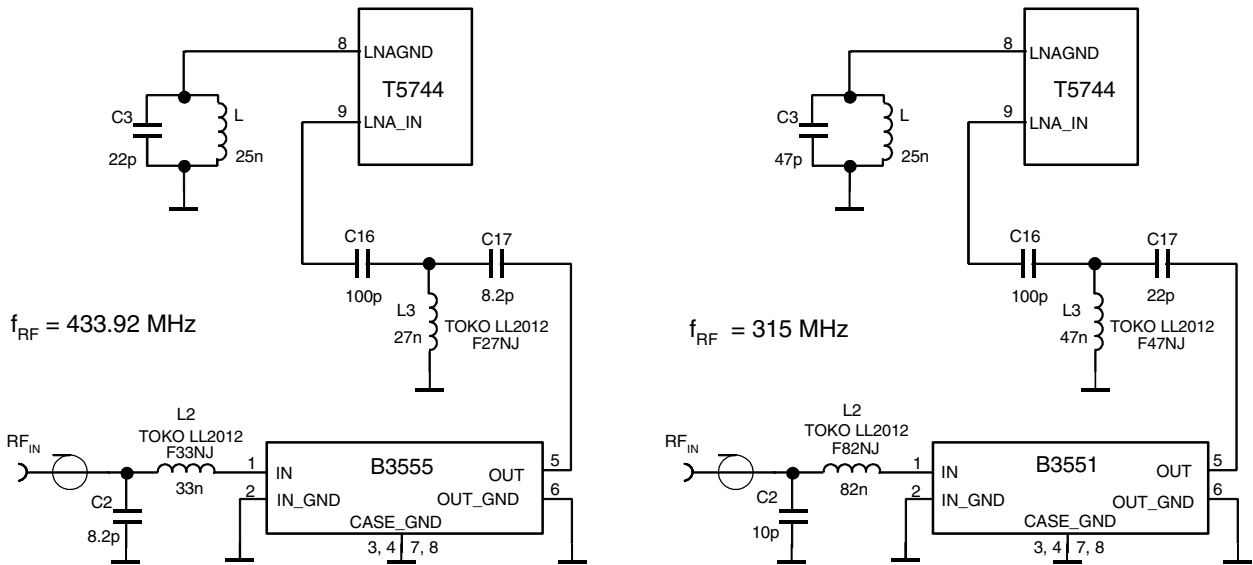 8
LNAGND
T5744
C3
L
9
LNA_IN
22p
25n
C16
C17
100p
8.2p
L3
fRF = 433.92 MHz
27n
TOKO LL2012
F27NJ
L2
TOKO LL2012
F33NJ
RFIN
33n
1
IN
B3555
OUT
5
2
IN_GND
OUT_GND
6
C2
8.2p
CASE_GND
3, 4
7, 8
8
LNAGND
T5744
C3
L
9
LNA_IN
47p
25n
C16
C17
100p
22p
L3
fRF = 315 MHz
47n
TOKO LL2012
F47NJ
L2
TOKO LL2012
F82NJ
RFIN
82n
1
IN
B3551
OUT
5
2
IN_GND
OUT_GND
6
C2
10p
CASE_GND
3, 4
7, 8